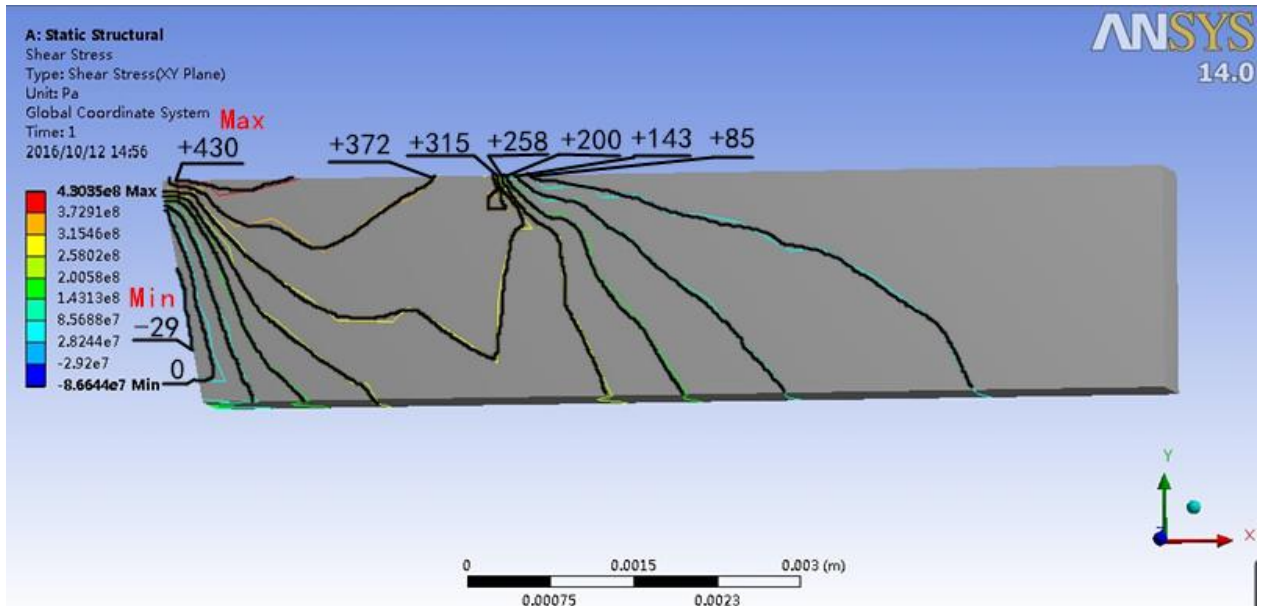 A: Static Structural
Shear Stress
Type: Shear Stress(XY Plane)
Unit: Pa
Global Coordinate System
Time: 1
2016/10/12 14:56
ANSYS
14.0
Max
+430
+372
+315
+258
+200
+143
+85
4.3035e8 Max
3.7291e8
3.1546e8
2.5802e8
2.0058e8
1.4313e8
8.5688e7
2.8244e7
-2.92e7
-8.6644e7 Min
Min
-29
0
Y
X
0 0.0015 0.003 (m)
0.00075 0.0023